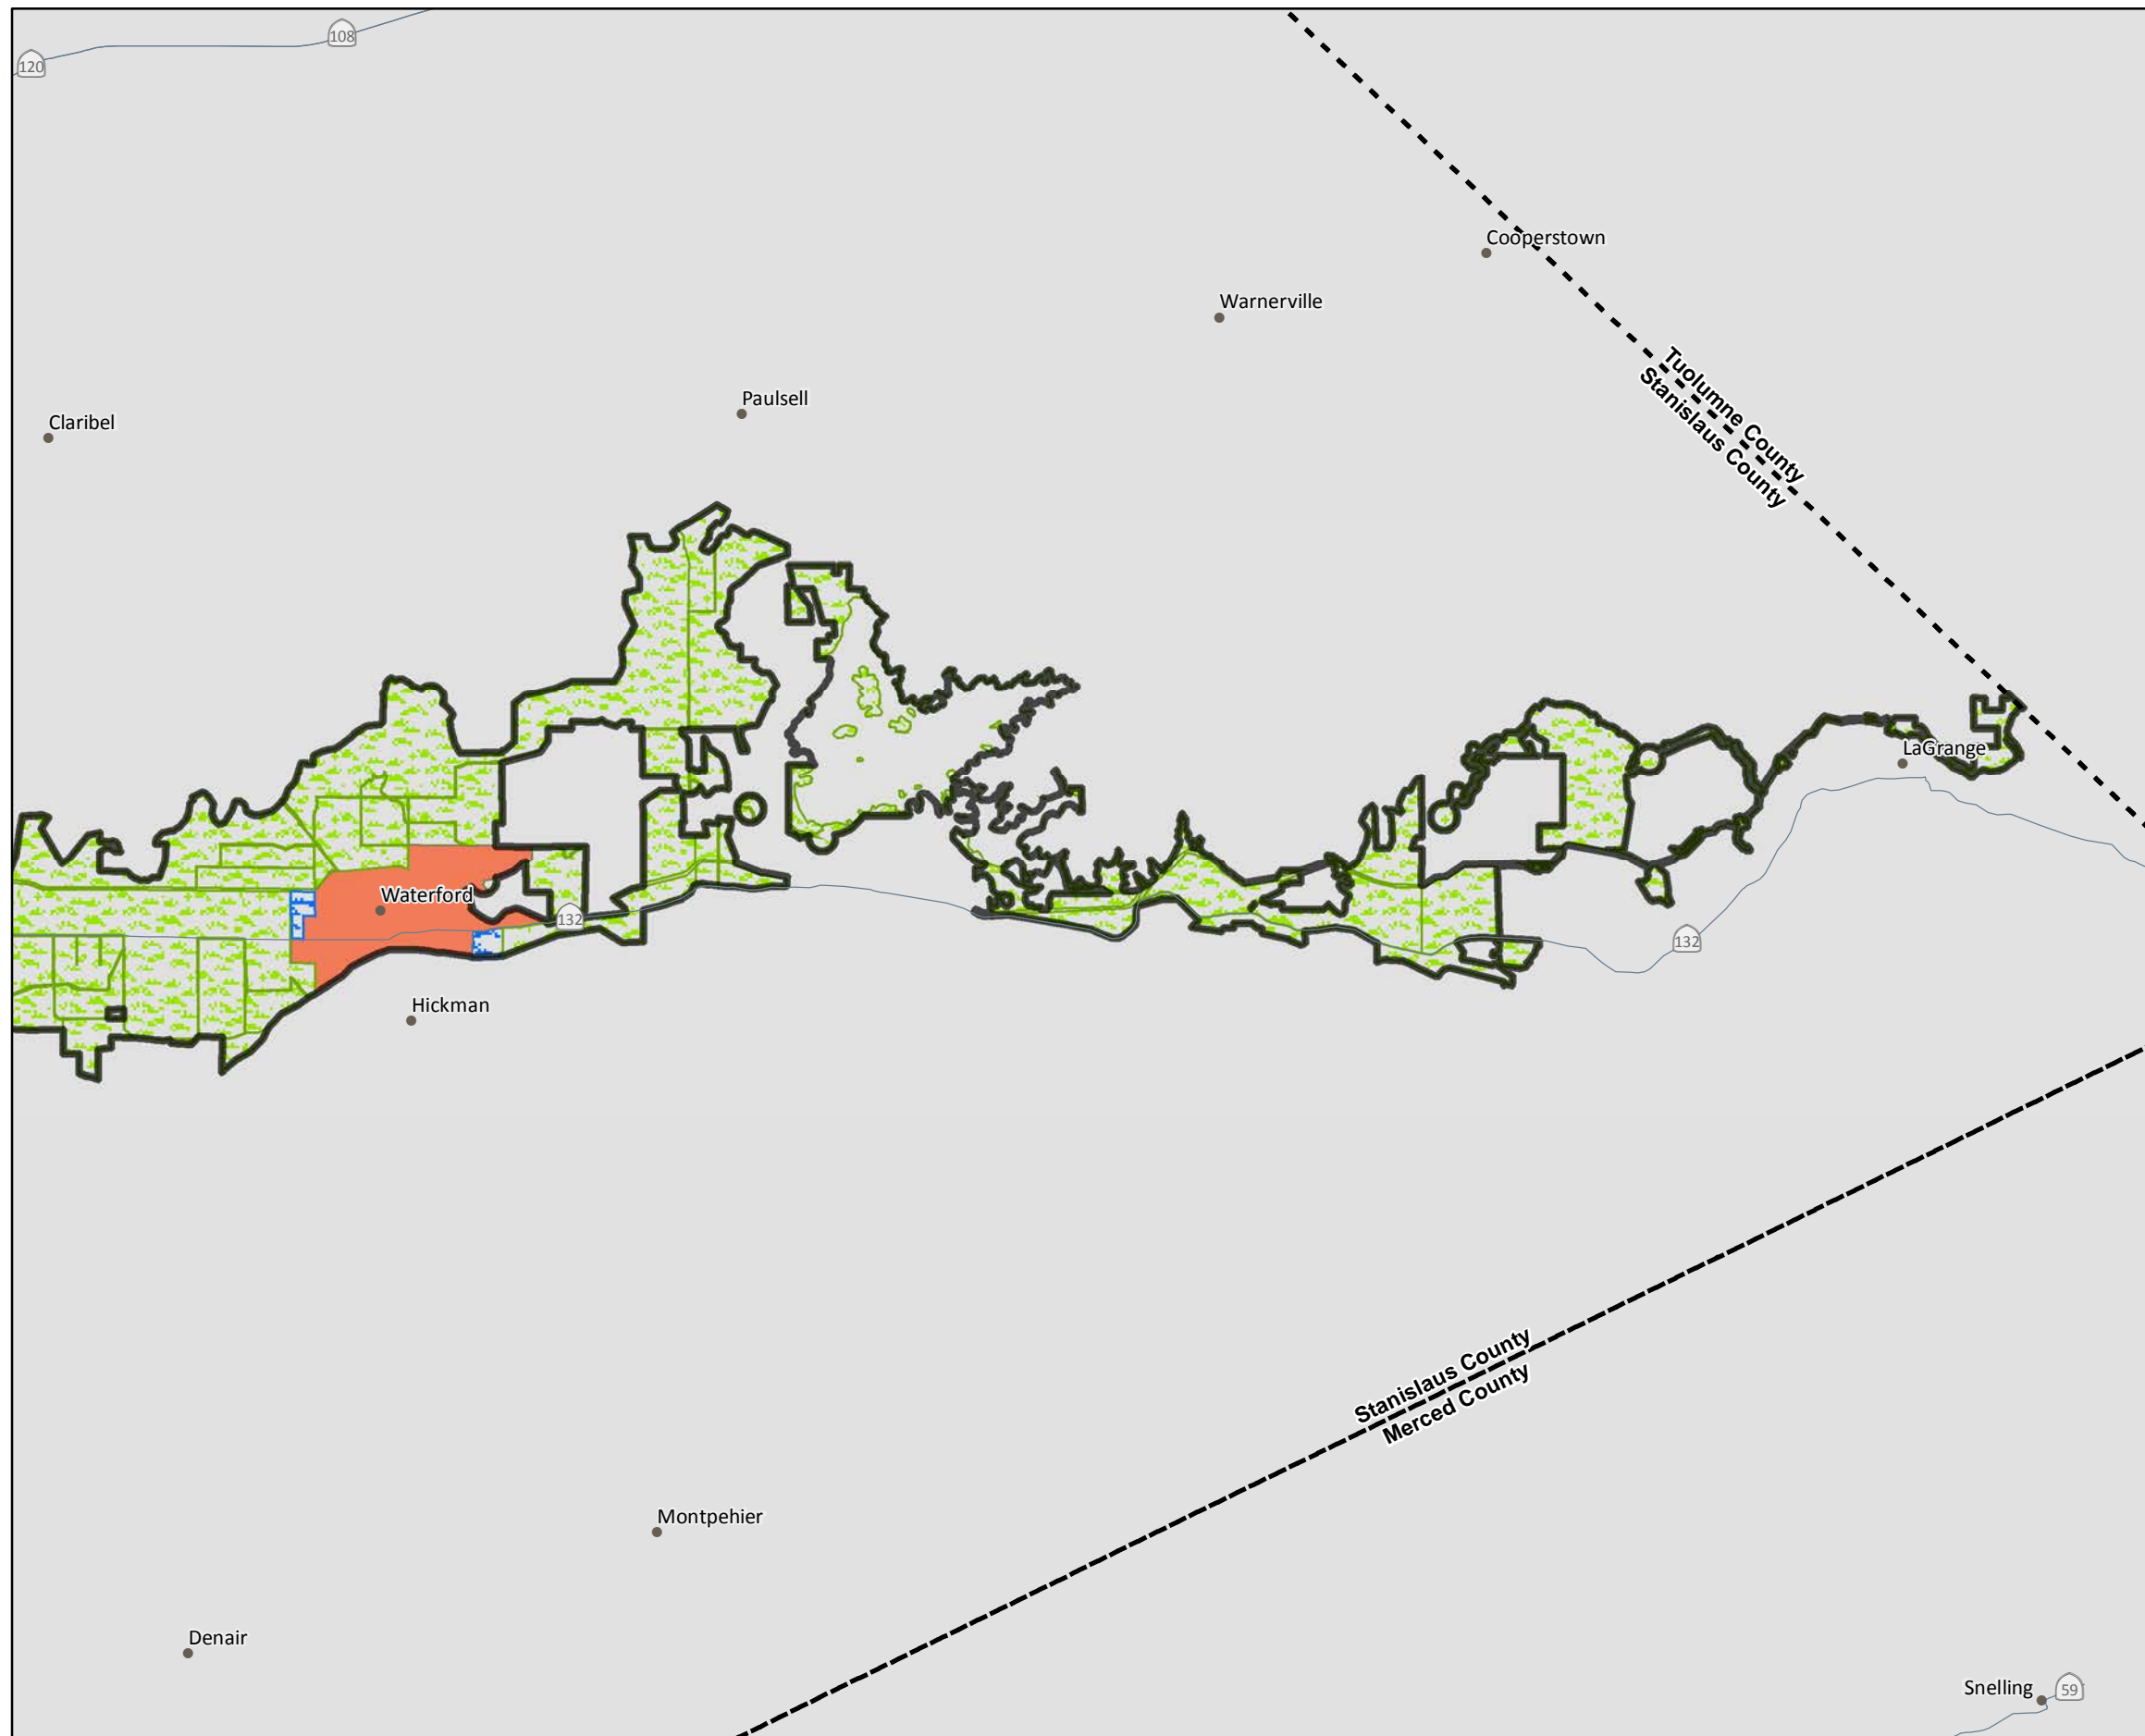 108
120
Cooperstown
Warnerville
Tuolumne County
Stanislaus County
Paulsell
Claribel
LaGrange
Waterford
132
132
Hickman
Stanislaus County
Merced County
Montpehier
Denair
Snelling
59